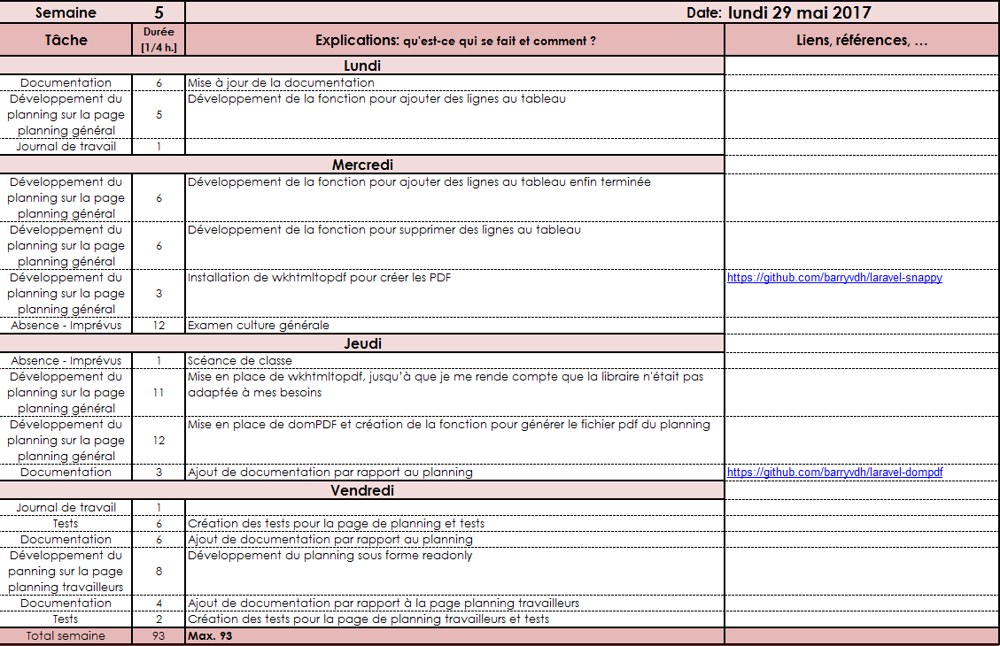 Semaine 5 Date: lundi 29 mai 2017
Tâche Durée [1/4 h.] Explications: qu'est-ce qui se fait et comment ? Liens, références, …
Lundi
Documentation 6 Mise à jour de la documentation
Développement du planning sur la page planning général 5 Développement de la fonction pour ajouter des lignes au tableau
Journal de travail 1
Mercredi
Développement du planning sur la page planning général 6 Développement de la fonction pour ajouter des lignes au tableau enfin terminée
Développement du planning sur la page planning général 6 Développement de la fonction pour supprimer des lignes au tableau
Développement du planning sur la page planning général 3 Installation de wkhtmltopdf pour créer les PDF https://github.com/barryvdh/laravel-snappy
Absence - Imprévus 12 Examen culture générale
Jeudi
Absence - Imprévus 1 Scéance de classe
Développement du planning sur la page planning général 11 Mise en place de wkhtmltopdf, jusqu'à que je me rende compte que la libraire n'était pas adaptée à mes besoins
Développement du planning sur la page planning général 12 Mise en place de domPDF et création de la fonction pour générer le fichier pdf du planning
Documentation 3 Ajout de documentation par rapport au planning https://github.com/barryvdh/laravel-dompdf
Vendredi
Journal de travail 1
Tests 6 Création des tests pour la page de planning et tests
Documentation 6 Ajout de documentation par rapport au planning
Développement du panning sur la page planning travailleurs 8 Développement du planning sous forme readonly
Documentation 4 Ajout de documentation par rapport à la page planning travailleurs
Tests 2 Création des tests pour la page de planning travailleurs et tests
Total semaine 93 Max. 93